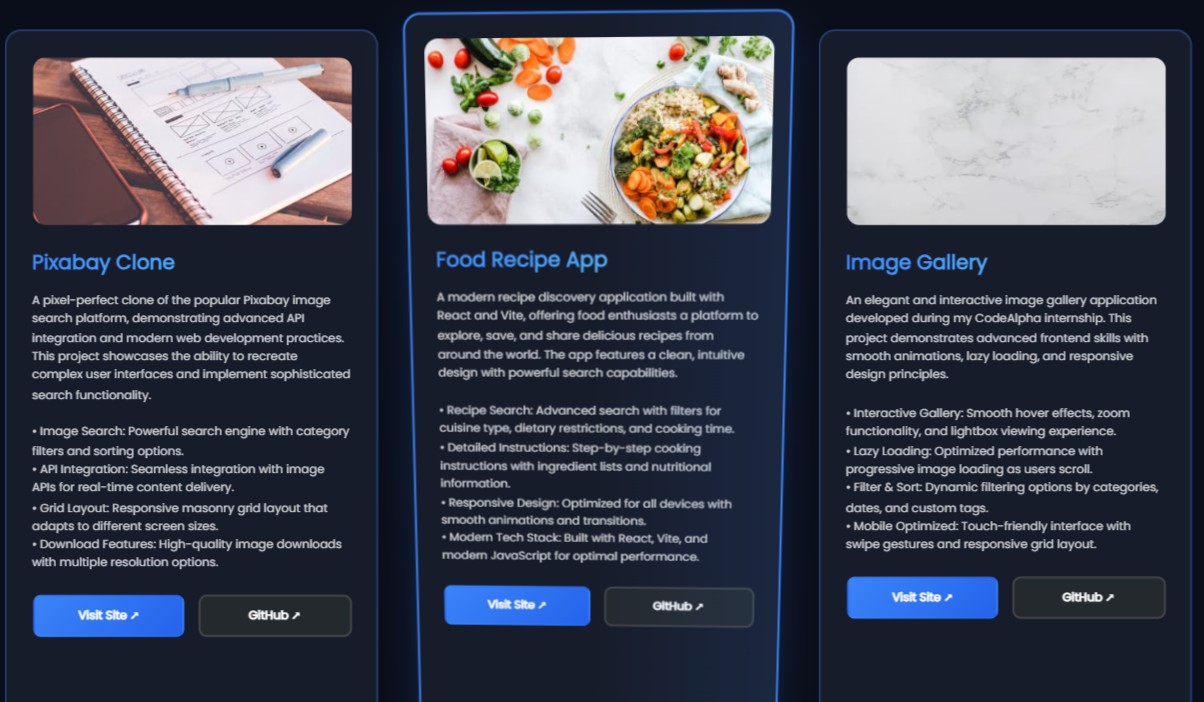 Pixabay Clone
A pixel-perfect clone of the popular Pixabay image
search platform, demonstrating advanced API
integration and modern web development practices.
This project showcases the ability to recreate
complex user interfaces and implement sophisticated
search functionality.
• Image Search: Powerful search engine with category
filters and sorting options.
• API Integration: Seamless integration with image
APIs for real-time content delivery.
• Grid Layout: Responsive masonry grid layout that
adapts to different screen sizes.
• Download Features: High-quality image downloads
with multiple resolution options.
Visit Site ↗
GitHub ↗
Food Recipe App
A modern recipe discovery application built with
React and Vite, offering food enthusiasts a platform to
explore, save, and share delicious recipes from
around the world. The app features a clean, intuitive
design with powerful search capabilities.
• Recipe Search: Advanced search with filters for
cuisine type, dietary restrictions, and cooking time.
• Detailed Instructions: Step-by-step cooking
instructions with ingredient lists and nutritional
information.
• Responsive Design: Optimized for all devices with
smooth animations and transitions.
• Modern Tech Stack: Built with React, Vite, and
modern JavaScript for optimal performance.
Visit Site ↗
GitHub ↗
Image Gallery
An elegant and interactive image gallery application
developed during my CodeAlpha internship. This
project demonstrates advanced frontend skills with
smooth animations, lazy loading, and responsive
design principles.
• Interactive Gallery: Smooth hover effects, zoom
functionality, and lightbox viewing experience.
• Lazy Loading: Optimized performance with
progressive image loading as users scroll.
• Filter & Sort: Dynamic filtering options by categories,
dates, and custom tags.
• Mobile Optimized: Touch-friendly interface with
swipe gestures and responsive grid layout.
Visit Site ↗
GitHub ↗